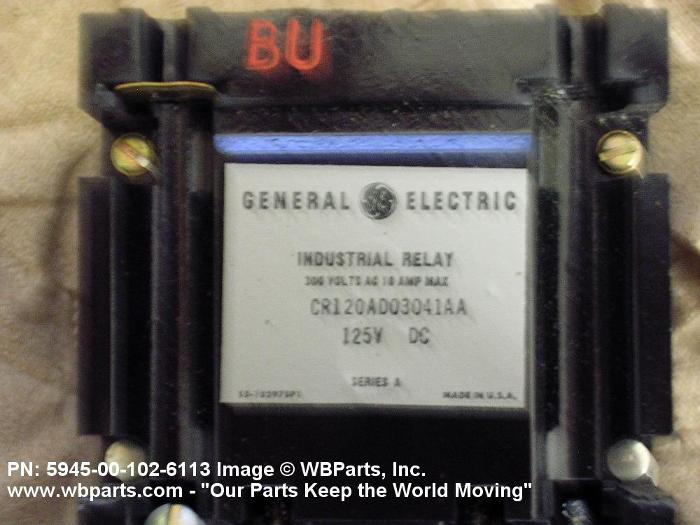 BU
GENERAL GE ELECTRIC
INDUSTRIAL RELAY
300 VOLTS AC 10 AMP MAX
CR120AD03041AA
125V DC
SERIES A
MADE IN U.S.A.
PN: 5945-00-102-6113 Image © WBParts, Inc.
www.wbparts.com - "Our Parts Keep the World Moving"